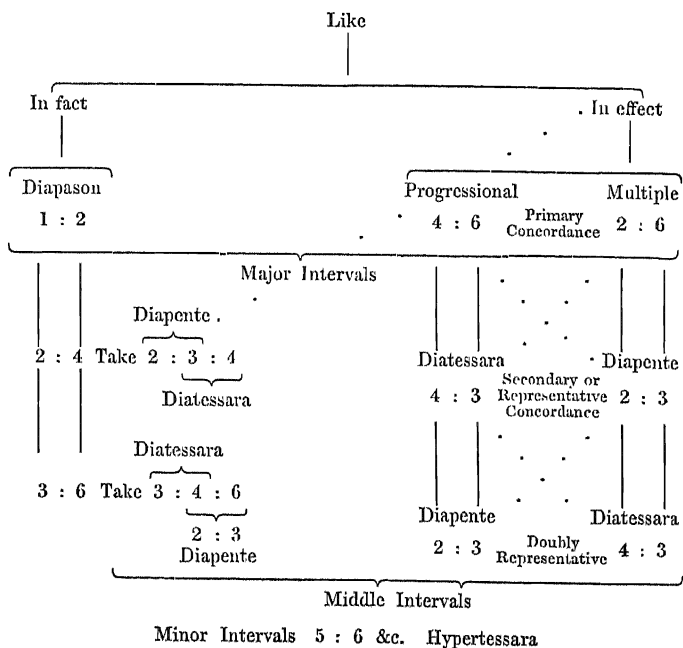 Like
In fact In effect
Diapason Progressional Multiple
1 : 2 4 : 6 Primary Concordance 2 : 6
Major Intervals
Diapente
2 : 4 Take 2 : 3 : 4
Diatessara
Diatessara Diapente
4 : 3 Secondary or Representative Concordance 2 : 3
Diatessara
3 : 6 Take 3 : 4 : 6
2 : 3
Diapente
Diapente Diatessara
2 : 3 Doubly Representative 4 : 3
Middle Intervals
Minor Intervals 5 : 6 &c. Hypertessara